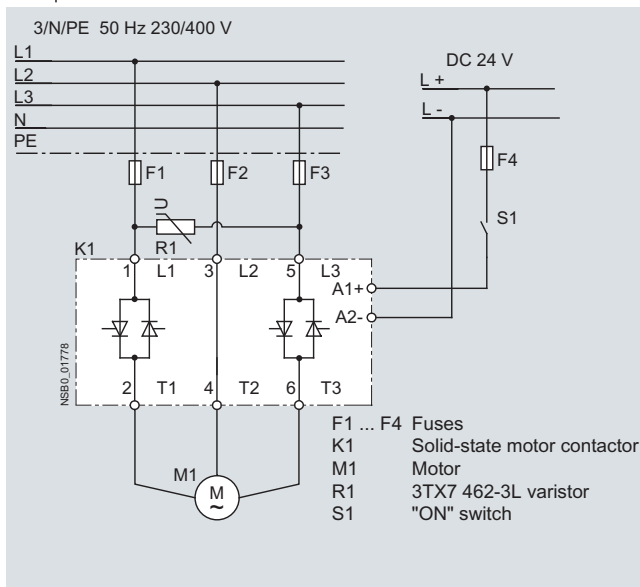 3/N/PE 50 Hz 230/400 V
L1
L2
L3
N
PE
DC 24 V
L +
L -
F1
F2
F3
F4
S1
U
R1
K1
1 L1 3 L2 5 L3
A1+
A2-
NSB0_01778
2 T1 4 T2 6 T3
M1
M
~
F1 ... F4 Fuses
K1 Solid-state motor contactor
M1 Motor
R1 3TX7 462-3L varistor
S1 "ON" switch